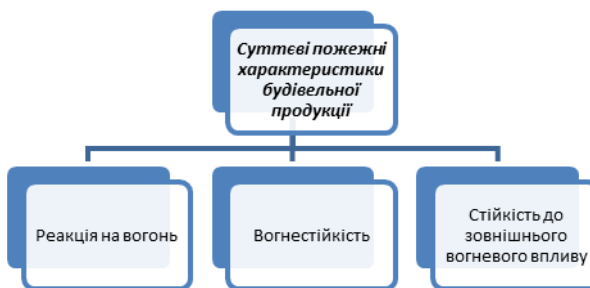 Суттєві пожежні
характеристики
будівельної
продукції
Реакція на вогонь
Вогнестійкість
Стійкість до
зовнішнього
вогневого впливу